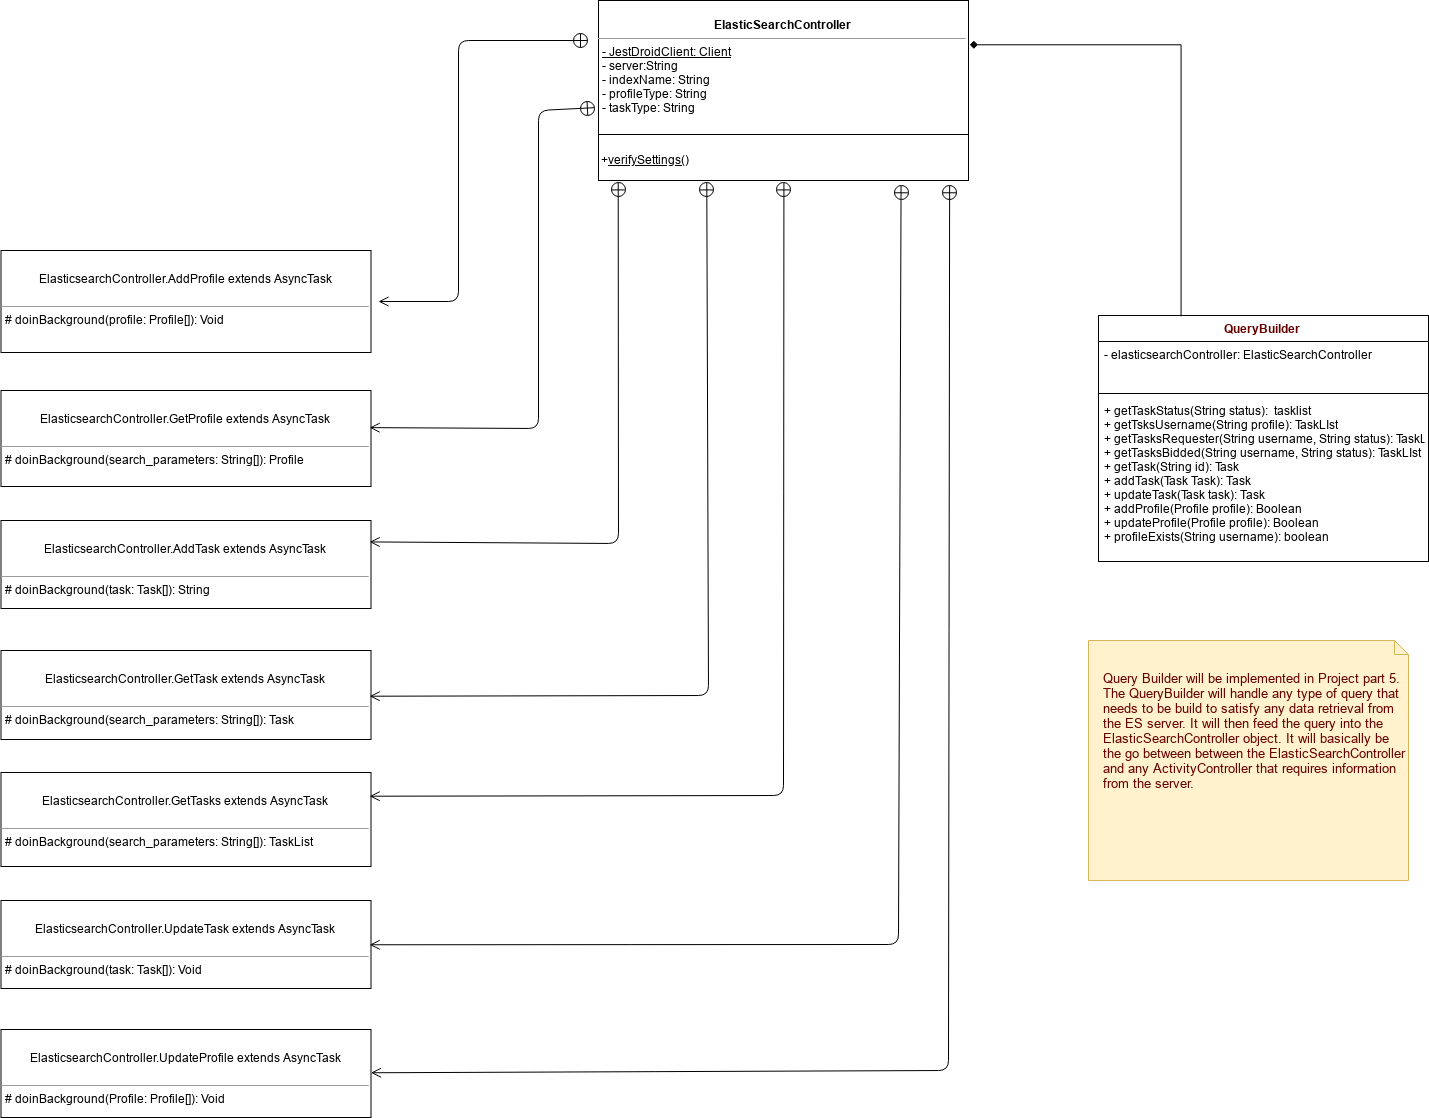 ElasticSearchController
- JestDroidClient: Client
- server:String
- indexName: String
- profileType: String
- taskType: String
+verifySettings()
ElasticsearchController.AddProfile extends AsyncTask
# doinBackground(profile: Profile[]): Void
ElasticsearchController.GetProfile extends AsyncTask
# doinBackground(search_parameters: String[]): Profile
ElasticsearchController.AddTask extends AsyncTask
# doinBackground(task: Task[]): String
ElasticsearchController.GetTask extends AsyncTask
# doinBackground(search_parameters: String[]): Task
ElasticsearchController.GetTasks extends AsyncTask
# doinBackground(search_parameters: String[]): TaskList
ElasticsearchController.UpdateTask extends AsyncTask
# doinBackground(task: Task[]): Void
ElasticsearchController.UpdateProfile extends AsyncTask
# doinBackground(Profile: Profile[]): Void
QueryBuilder
- elasticsearchController: ElasticSearchController
+ getTaskStatus(String status):  tasklist
+ getTsksUsername(String profile): TaskLIst
+ getTasksRequester(String username, String status): TaskL
+ getTasksBidded(String username, String status): TaskLIst
+ getTask(String id): Task
+ addTask(Task Task): Task
+ updateTask(Task task): Task
+ addProfile(Profile profile): Boolean
+ updateProfile(Profile profile): Boolean
+ profileExists(String username): boolean
Query Builder will be implemented in Project part 5.
The QueryBuilder will handle any type of query that
needs to be build to satisfy any data retrieval from
the ES server. It will then feed the query into the
ElasticSearchController object. It will basically be
the go between between the ElasticSearchController
and any ActivityController that requires information
from the server.